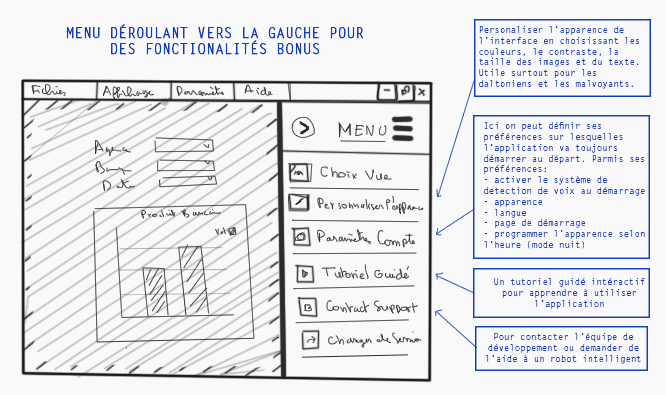 MENU DÉROULANT VERS LA GAUCHE POUR
DES FONCTIONALITÉS BONUS
Fichies Affichage Paramèts Aide
MENU
Agence
Banq
Date
Produit Bancaire
Vol
Choix Vue
Personnaliser l'apparence
Paramètres Compte
Tutoriel Guidé
Contact Support
Changer de Session
Personaliser l'apparence de
l'interface en choisissant les
couleurs, le contraste, la
taille des images et du texte.
Utile surtout pour les
daltoniens et les malvoyants.
Ici on peut définir ses
préférences sur lesquelles
l'application va toujours
démarrer au départ. Parmis ses
préférences:
- activer le système de
detection de voix au démarrage
- apparence
- langue
- page de démarrage
- programmer l'apparence selon
l'heure (mode nuit)
Un tutoriel guidé intéractif
pour apprendre à utiliser
l'application
Pour contacter l'équipe de
développement ou demander de
l'aide à un robot intelligent